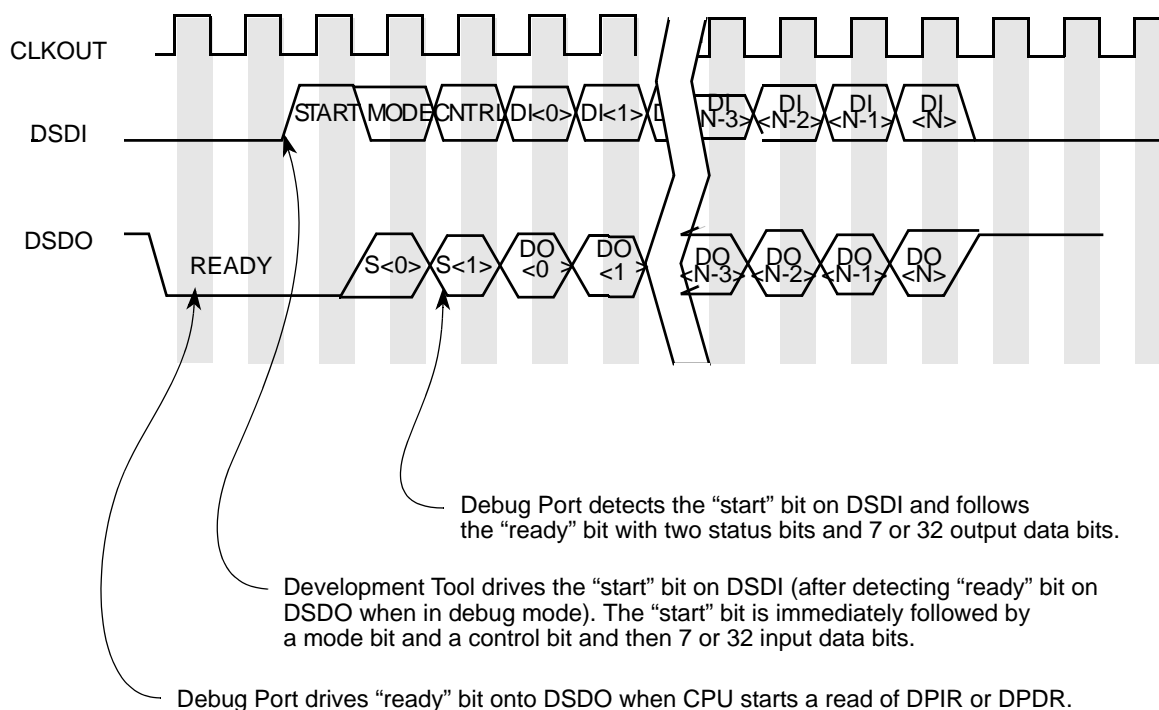 CLKOUT
DSDI
START MODE CNTRL DI<0> DI<1> DI <N-3> DI <N-2> DI <N-1> DI <N>
DSDO
READY S<0> S<1> DO <0> DO <1> DO <N-3> DO <N-2> DO <N-1> DO <N>
Debug Port detects the “start” bit on DSDI and follows
the “ready” bit with two status bits and 7 or 32 output data bits.
Development Tool drives the “start” bit on DSDI (after detecting “ready” bit on
DSDO when in debug mode). The “start” bit is immediately followed by
a mode bit and a control bit and then 7 or 32 input data bits.
Debug Port drives “ready” bit onto DSDO when CPU starts a read of DPIR or DPDR.